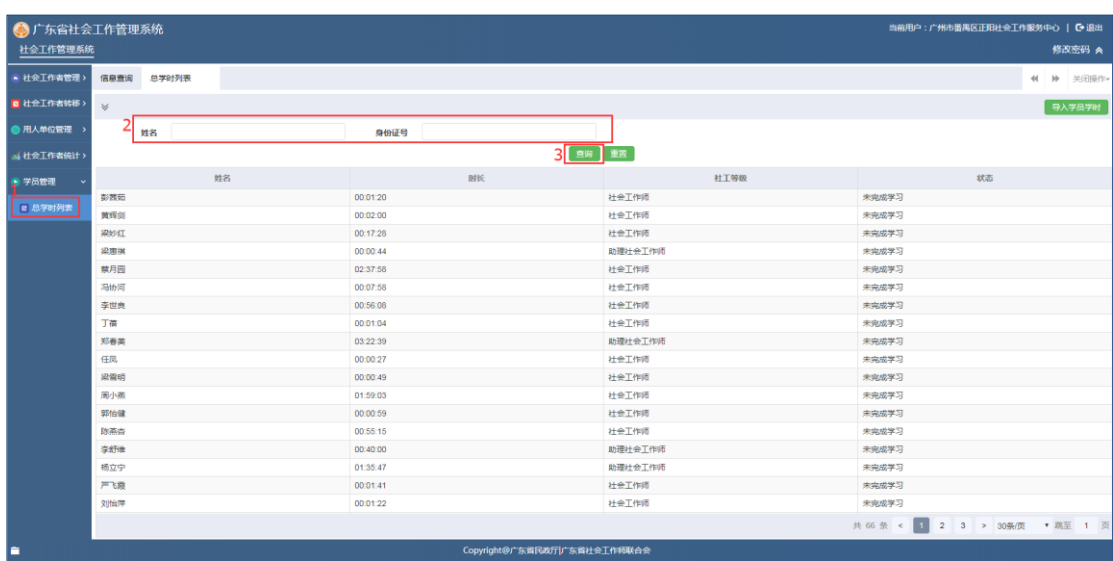 广东省社会工作管理系统
当前用户：广州市番禺区正阳社会工作服务中心 | 退出
社会工作管理系统
修改密码
社会工作者管理
信息查询 总学时列表
关闭操作
社会工作者转移
导入学员学时
用人单位管理
2 姓名 身份证号
社会工作者统计
3 查询 重置
学员管理
姓名 时长 社工等级 状态
1
总学时列表
彭茜茹 00:01:20 社会工作师 未完成学习
黄辉剑 00:02:00 社会工作师 未完成学习
梁妙红 00:17:28 社会工作师 未完成学习
梁惠琪 00:00:44 助理社会工作师 未完成学习
蔡月园 02:37:56 社会工作师 未完成学习
冯协河 00:07:58 社会工作师 未完成学习
李世良 00:56:08 社会工作师 未完成学习
丁蓓 00:01:04 社会工作师 未完成学习
郑春美 03:22:39 助理社会工作师 未完成学习
任凤 00:00:27 社会工作师 未完成学习
梁雪明 00:00:49 社会工作师 未完成学习
周小燕 01:59:03 社会工作师 未完成学习
郭怡健 00:00:59 社会工作师 未完成学习
陈燕杏 00:55:15 社会工作师 未完成学习
李舒维 00:40:00 助理社会工作师 未完成学习
杨立宁 01:35:47 助理社会工作师 未完成学习
严飞霞 00:01:41 社会工作师 未完成学习
刘怡萍 00:01:22 社会工作师 未完成学习
共 66 条 < 1 2 3 > 30条/页 跳至 1 页
Copyright@广东省民政厅|广东省社会工作师联合会